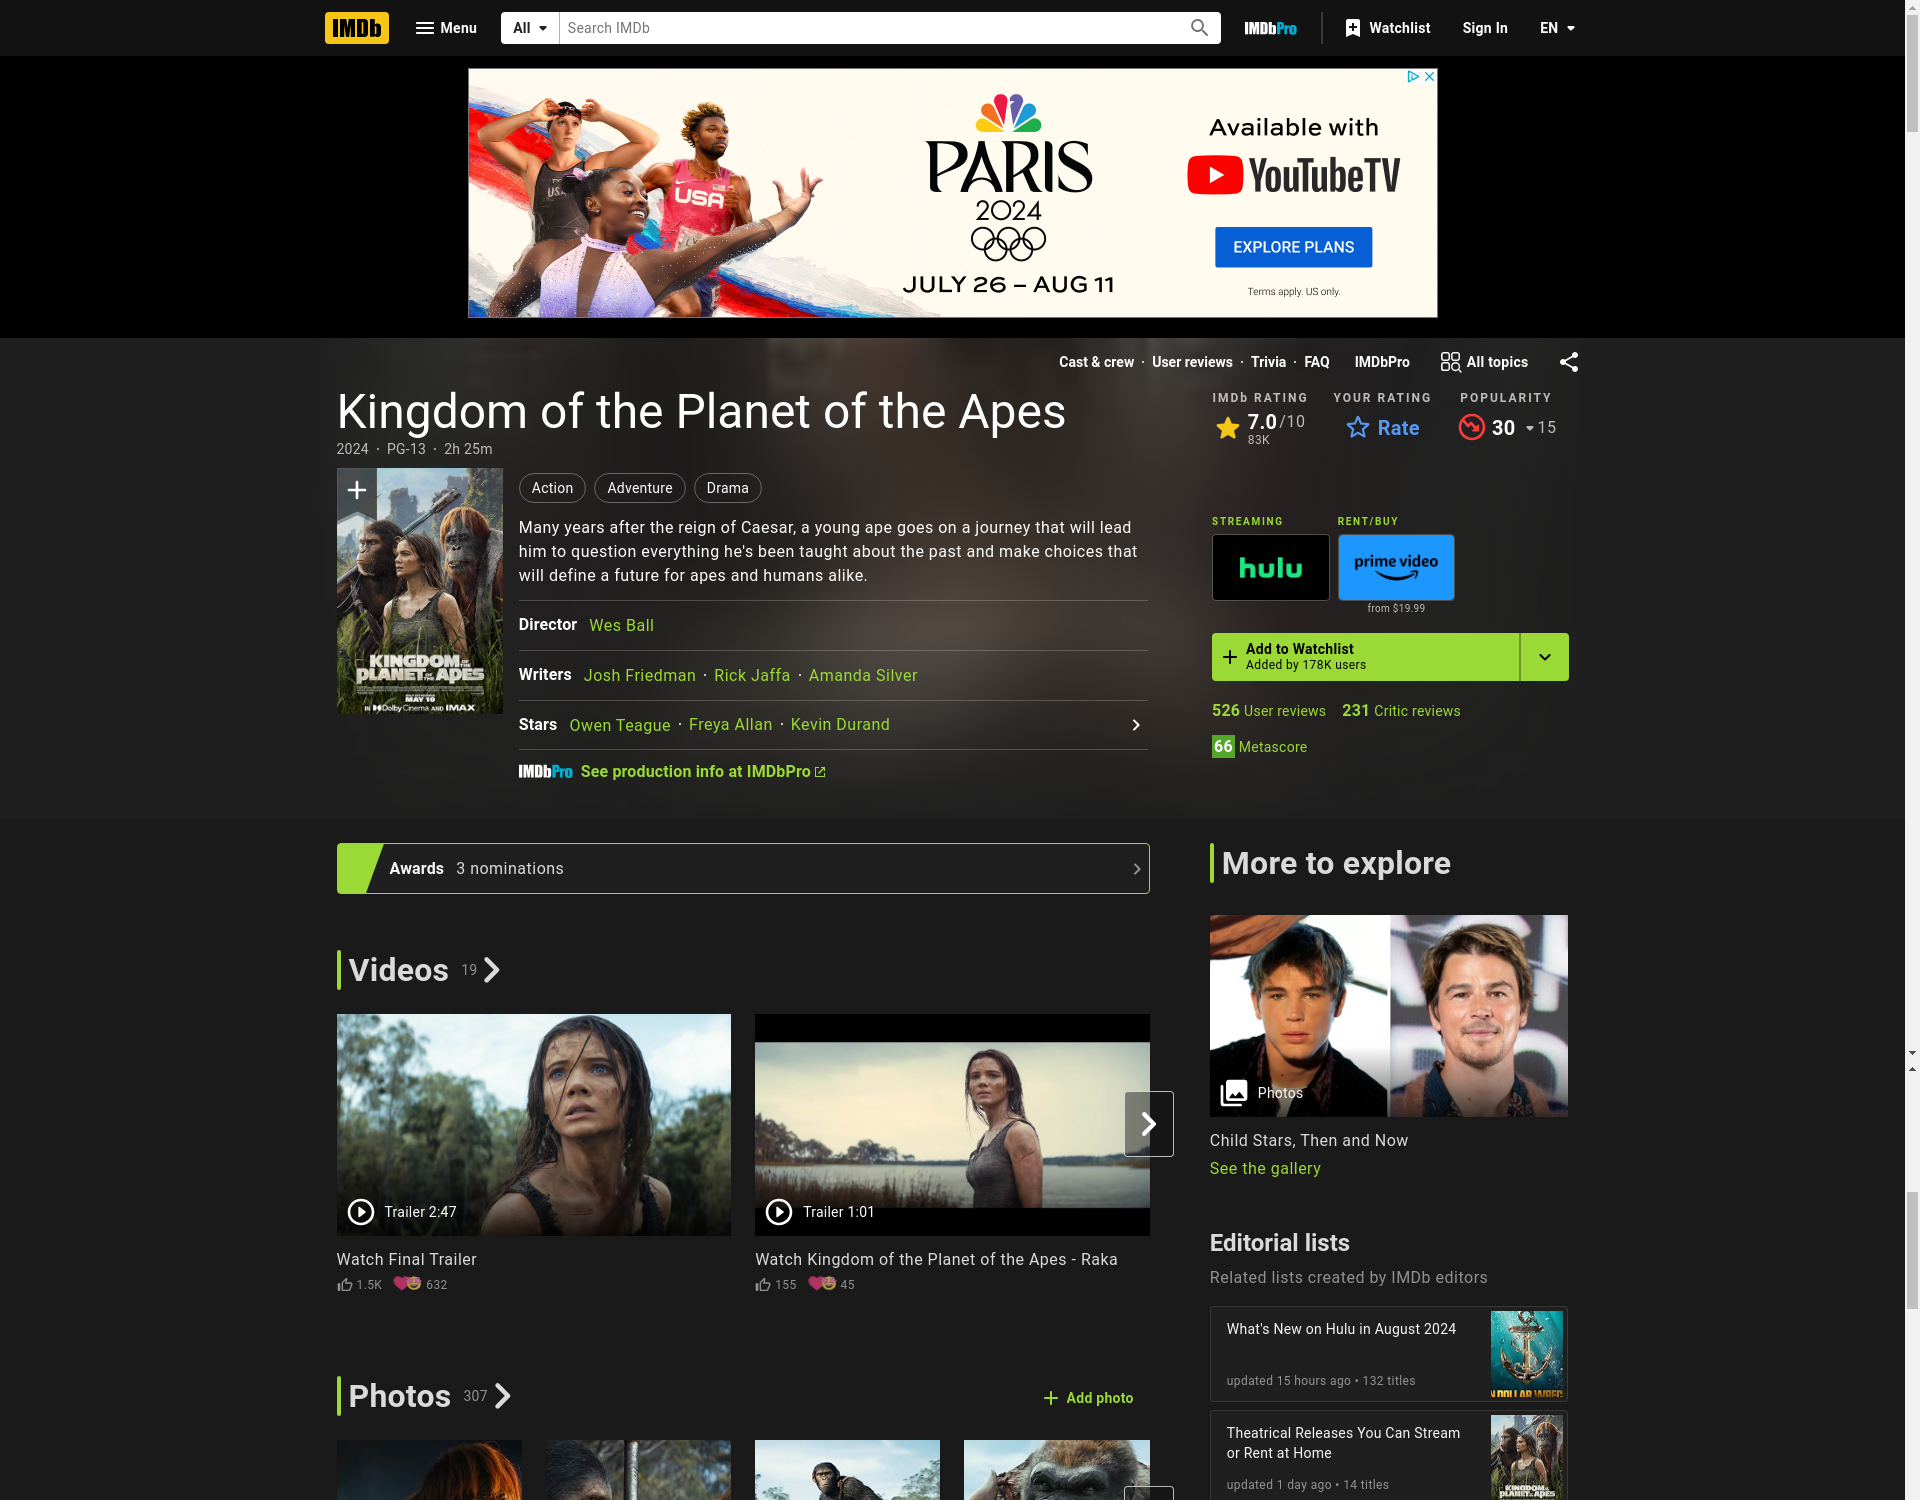 IMDb
Menu
All
Search IMDb
IMDbPro
Watchlist
Sign In
EN
USA
PARIS
2024
JULY 26 – AUG 11
Available with
YouTubeTV
EXPLORE PLANS
Terms apply. US only.
Cast & crew · User reviews · Trivia · FAQ
IMDbPro
All topics
Kingdom of the Planet of the Apes
2024 · PG-13 · 2h 25m
IMDb RATING
7.0/10
83K
YOUR RATING
Rate
POPULARITY
30
15
KINGDOM OF THE
PLANET OF THE APES
MAY 10
IN Dolby Cinema AND IMAX
Action
Adventure
Drama
Many years after the reign of Caesar, a young ape goes on a journey that will lead
him to question everything he's been taught about the past and make choices that
will define a future for apes and humans alike.
Director Wes Ball
Writers Josh Friedman · Rick Jaffa · Amanda Silver
Stars Owen Teague · Freya Allan · Kevin Durand
IMDbPro See production info at IMDbPro
STREAMING
hulu
RENT/BUY
prime video
from $19.99
Add to Watchlist
Added by 178K users
526 User reviews
231 Critic reviews
66 Metascore
Awards 3 nominations
Videos 19
Trailer 2:47
Watch Final Trailer
1.5K
632
Trailer 1:01
Watch Kingdom of the Planet of the Apes - Raka
155
45
Photos 307
Add photo
More to explore
Photos
Child Stars, Then and Now
See the gallery
Editorial lists
Related lists created by IMDb editors
What's New on Hulu in August 2024
updated 15 hours ago • 132 titles
Theatrical Releases You Can Stream
or Rent at Home
updated 1 day ago • 14 titles
KINGDOM OF THE
PLANET OF THE APES